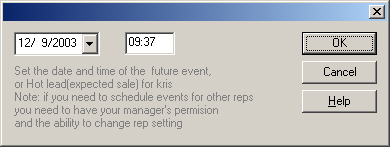 12/ 9/2003
09:37
OK
Set the date and time of the future event,
or Hot lead(expected sale) for kris
Note: if you need to schedule events for other reps
you need to have your manager's permision
and the ability to change rep setting
Cancel
Help